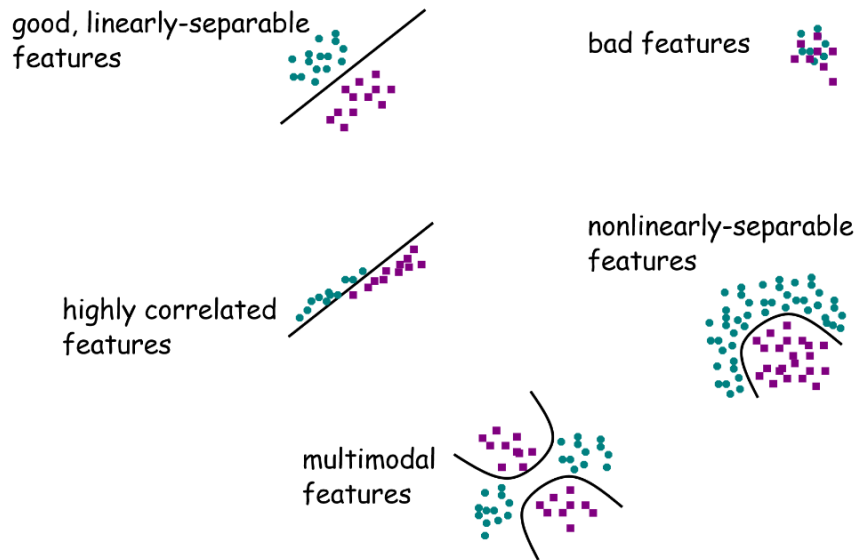 good, linearly-separable
features
bad features
nonlinearly-separable
features
highly correlated
features
multimodal
features